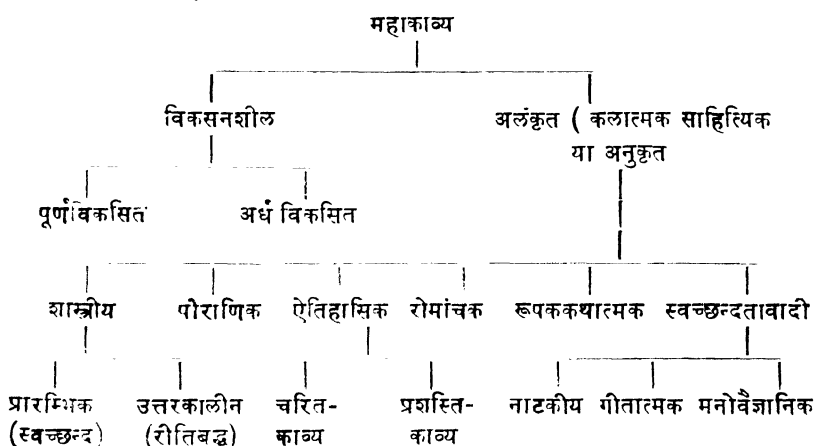 महाकाव्य
विकसनशील अलंकृत ( कलात्मक साहित्यिक
या अनुकृत
पूर्णविकसित अर्ध विकसित
शास्त्रीय पौराणिक ऐतिहासिक रोमांचक रूपककथात्मक स्वच्छन्दतावादी
प्रारम्भिक उत्तरकालीन चरित- प्रशस्ति- नाटकीय गीतात्मक मनोवैज्ञानिक
(स्वच्छन्द) (रीतिबद्ध) काव्य काव्य